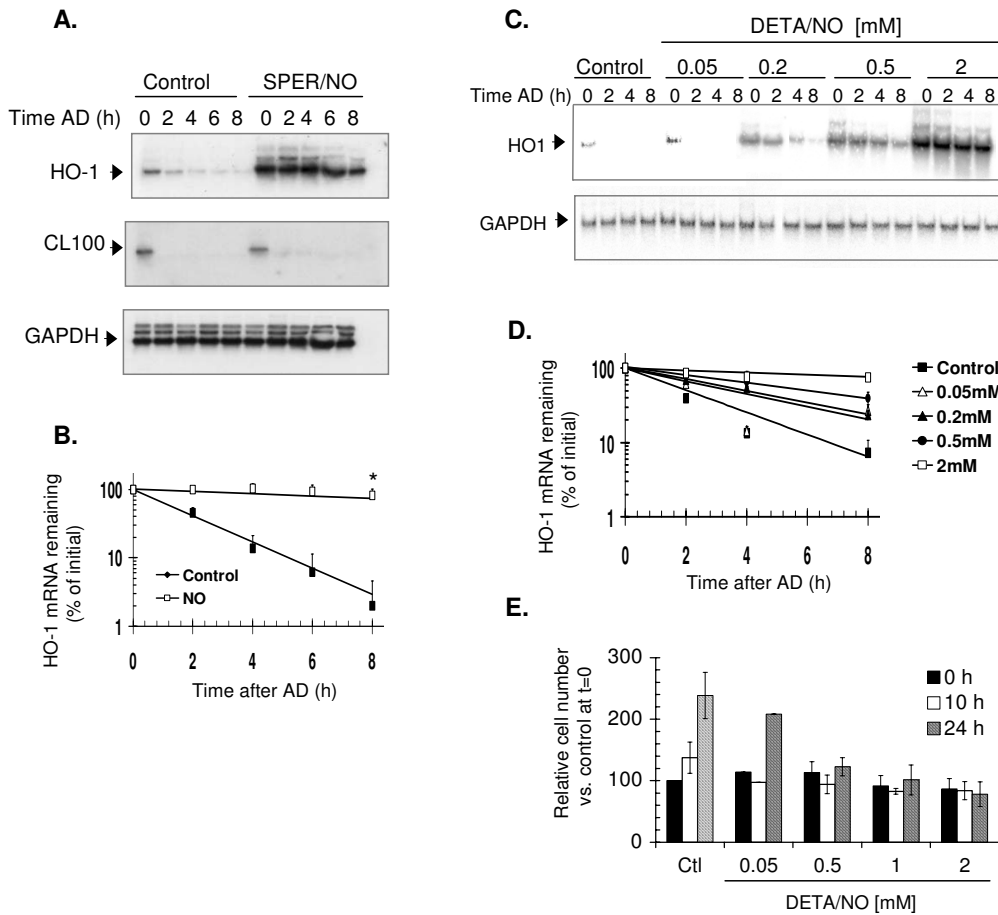 A.
Control SPER/NO
Time AD (h) 0 2 4 6 8 0 2 4 6 8
HO-1
CL100
GAPDH
B.
HO-1 mRNA remaining
(% of initial)
100
10
1
*
Control
NO
0 2 4 6 8
Time after AD (h)
C.
DETA/NO [mM]
Control 0.05 0.2 0.5 2
Time AD (h) 0 2 4 8 0 2 4 8 0 2 4 8 0 2 4 8 0 2 4 8
HO1
GAPDH
D.
HO-1 mRNA remaining
(% of initial)
100
10
1
0 2 4 6 8
Time after AD (h)
Control
0.05mM
0.2mM
0.5mM
2mM
E.
Relative cell number
vs. control at t=0
300
200
100
0
0 h
10 h
24 h
Ctl 0.05 0.5 1 2
DETA/NO [mM]